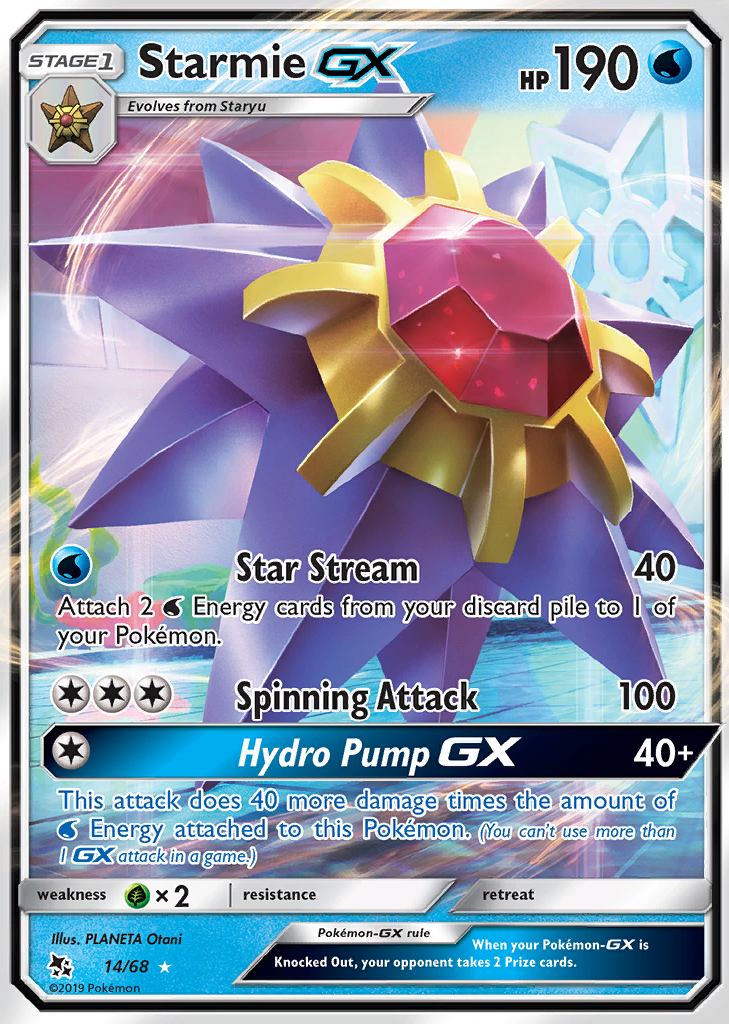 STAGE1 Starmie GX HP190
Evolves from Staryu
Star Stream 40
Attach 2 Energy cards from your discard pile to 1 of
your Pokémon.
Spinning Attack 100
Hydro Pump GX 40+
This attack does 40 more damage times the amount of
Energy attached to this Pokémon. (You can't use more than
1 GX attack in a game.)
weakness ×2 resistance retreat
Illus. PLANETA Otani
Pokémon-GX rule
When your Pokémon-GX is
Knocked Out, your opponent takes 2 Prize cards.
14/68
©2019 Pokémon